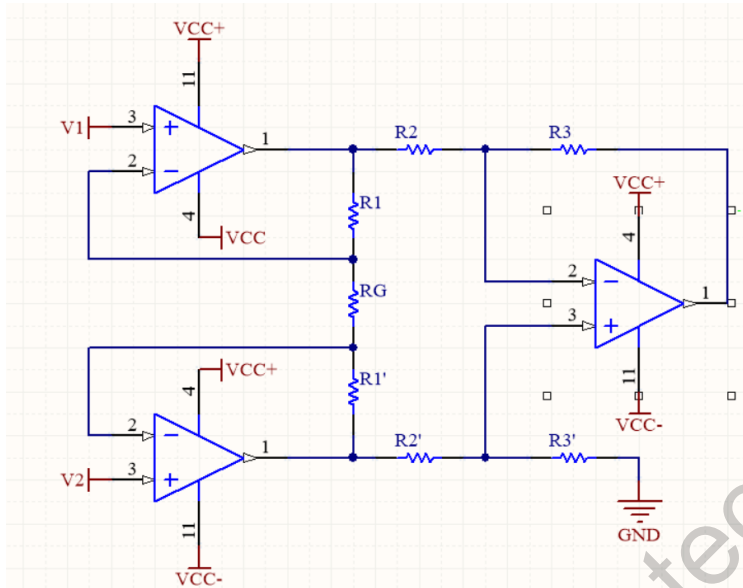 VCC+
11
V1
3
1
2
4
VCC
R2
R3
R1
RG
R1'
VCC+
4
2
1
3
V2
11
VCC-
R2'
R3'
VCC+
4
2
1
3
11
VCC-
GND
tec